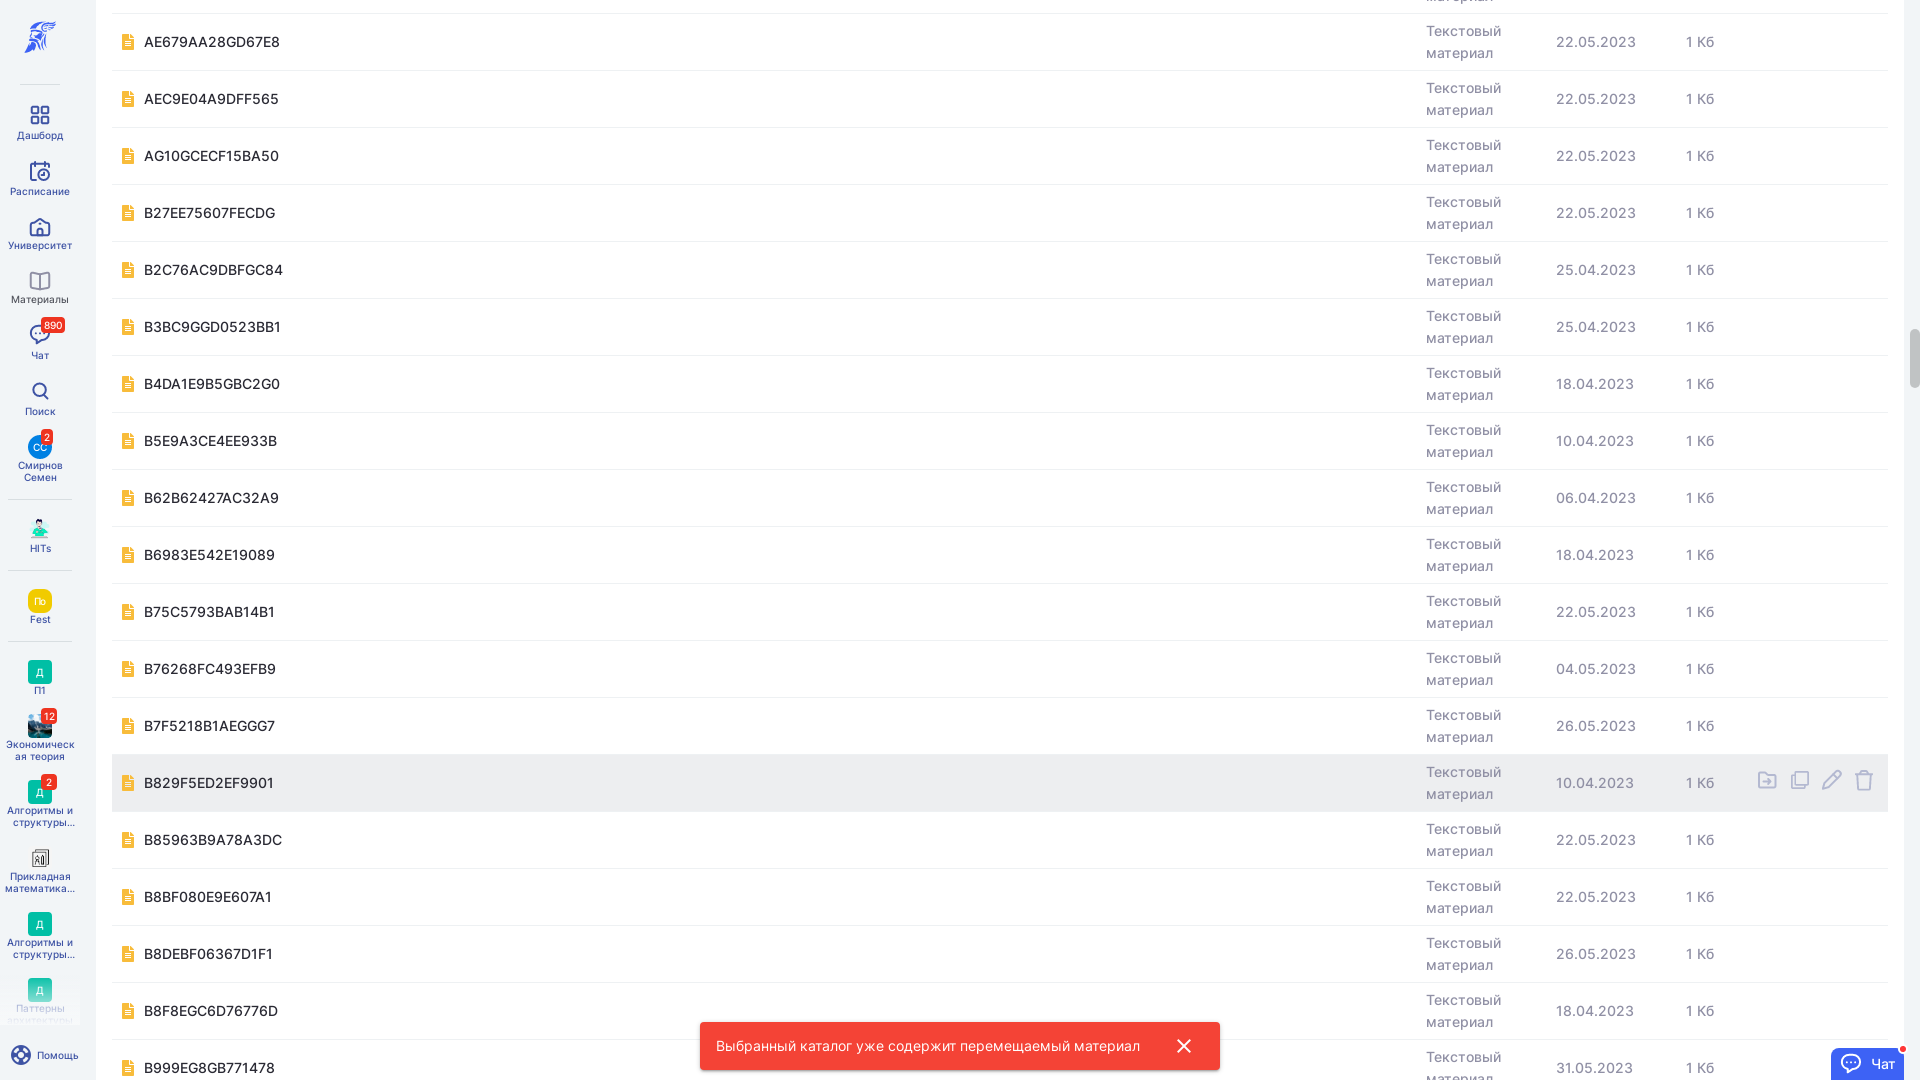 Дашборд
Расписание
Университет
Материалы
890
Чат
Поиск
СС
2
Смирнов
Семен
HITs
По
Fest
Д
П1
12
Экономическ
ая теория
Д
2
Алгоритмы и
структуры...
Прикладная
математика...
Д
Алгоритмы и
структуры...
Д
Паттерны
Помощь
AE679AA28GD67E8
Текстовый
материал
22.05.2023
1 Кб
AEC9E04A9DFF565
Текстовый
материал
22.05.2023
1 Кб
AG10GCECF15BA50
Текстовый
материал
22.05.2023
1 Кб
B27EE75607FECDG
Текстовый
материал
22.05.2023
1 Кб
B2C76AC9DBFGC84
Текстовый
материал
25.04.2023
1 Кб
B3BC9GGD0523BB1
Текстовый
материал
25.04.2023
1 Кб
B4DA1E9B5GBC2G0
Текстовый
материал
18.04.2023
1 Кб
B5E9A3CE4EE933B
Текстовый
материал
10.04.2023
1 Кб
B62B62427AC32A9
Текстовый
материал
06.04.2023
1 Кб
B6983E542E19089
Текстовый
материал
18.04.2023
1 Кб
B75C5793BAB14B1
Текстовый
материал
22.05.2023
1 Кб
B76268FC493EFB9
Текстовый
материал
04.05.2023
1 Кб
B7F5218B1AEGGG7
Текстовый
материал
26.05.2023
1 Кб
B829F5ED2EF9901
Текстовый
материал
10.04.2023
1 Кб
B85963B9A78A3DC
Текстовый
материал
22.05.2023
1 Кб
B8BF080E9E607A1
Текстовый
материал
22.05.2023
1 Кб
B8DEBF06367D1F1
Текстовый
материал
26.05.2023
1 Кб
B8F8EGC6D76776D
Текстовый
материал
18.04.2023
1 Кб
B999EG8GB771478
Текстовый
материал
31.05.2023
1 Кб
Выбранный каталог уже содержит перемещаемый материал
Чат